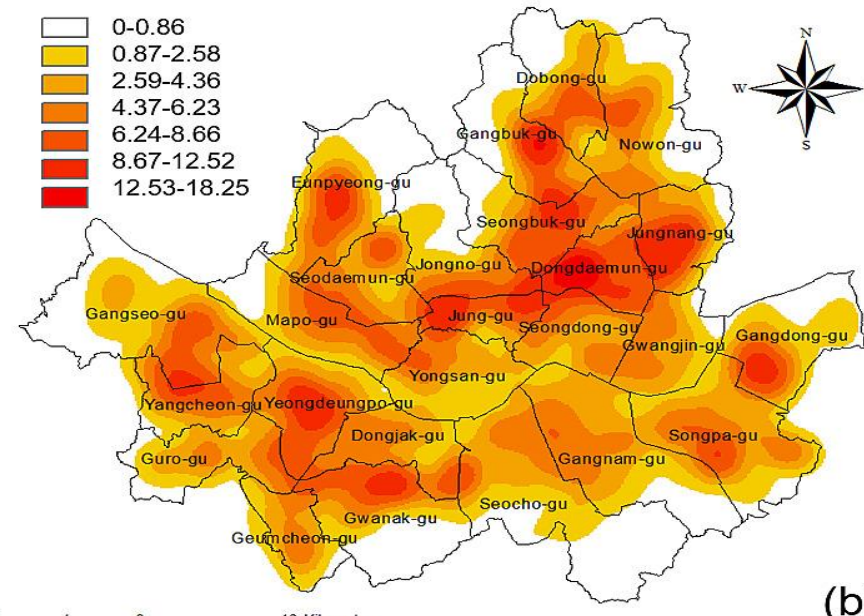 0-0.86
0.87-2.58
2.59-4.36
4.37-6.23
6.24-8.66
8.67-12.52
12.53-18.25
N
W
E
S
Dobong-gu
Gangbuk-gu
Nowon-gu
Eunpyeong-gu
Seongbuk-gu
Jungnang-gu
Jongno-gu
Dongdaemun-gu
Seodaemun-gu
Gangseo-gu
Mapo-gu
Jung-gu
Seongdong-gu
Gwangjin-gu
Gangdong-gu
Yongsan-gu
Yangcheon-gu
Yeongdeungpo-gu
Dongjak-gu
Songpa-gu
Guro-gu
Gangnam-gu
Seocho-gu
Gwanak-gu
Geumcheon-gu
(b